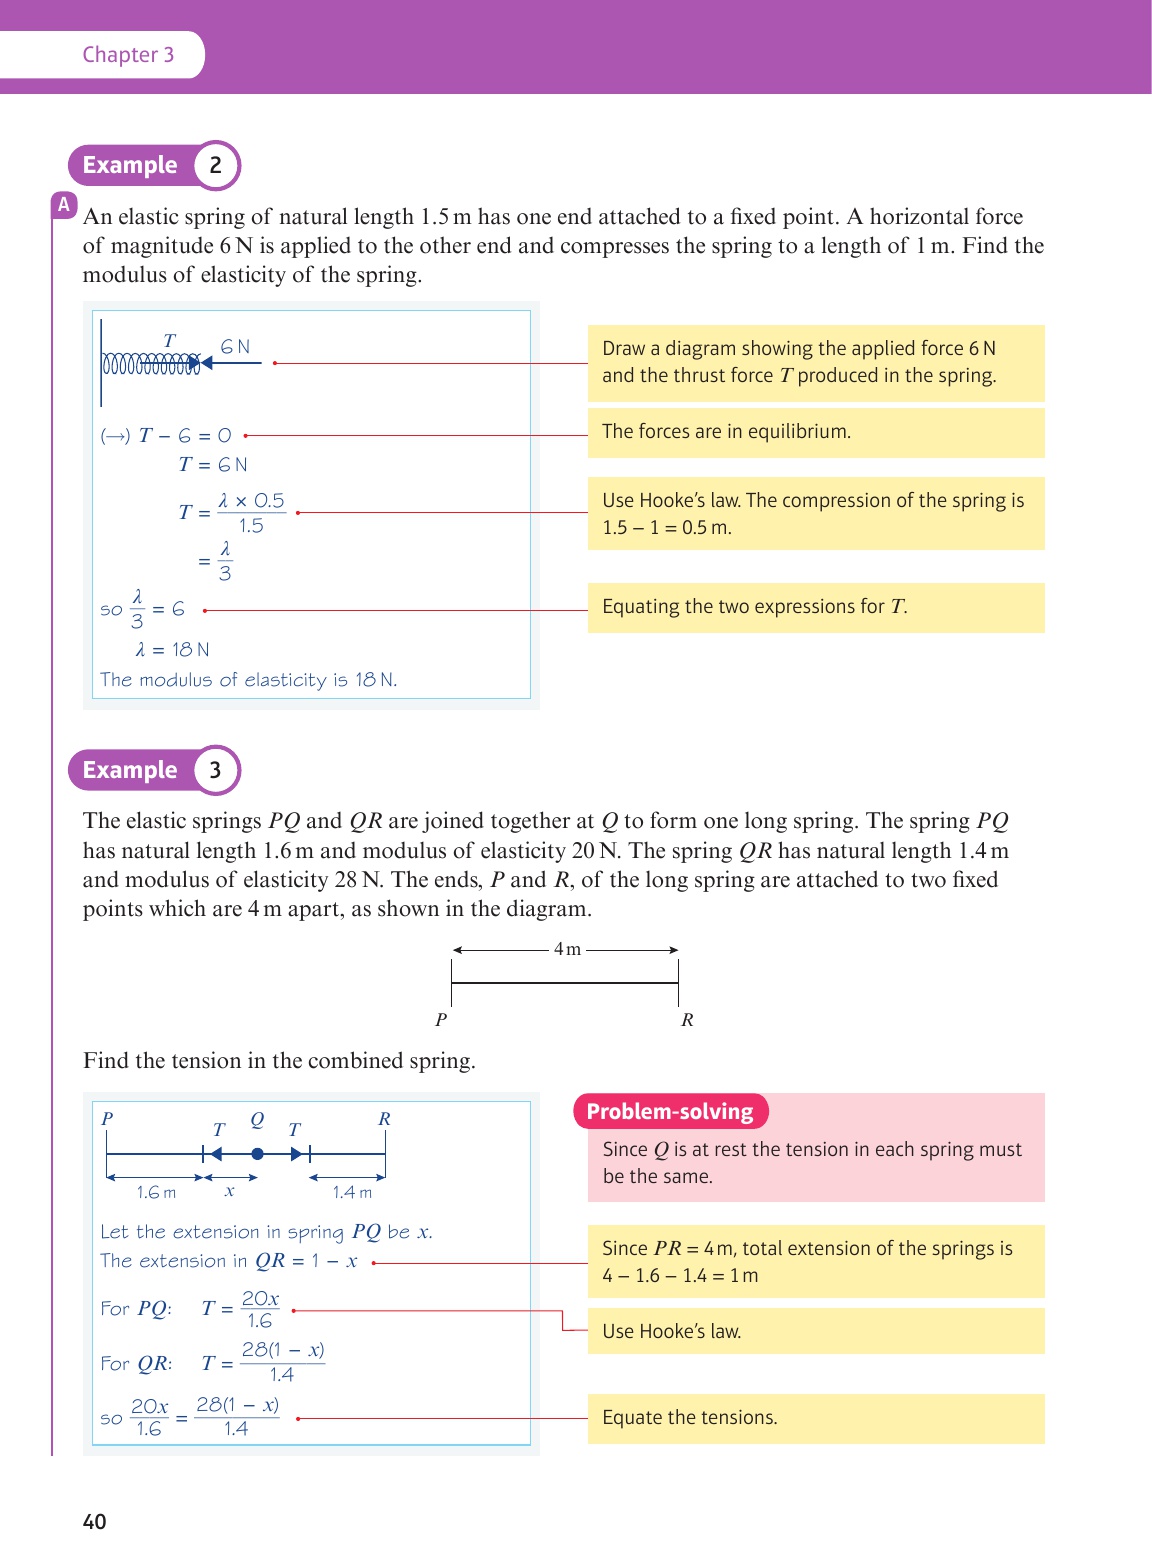 Chapter 3
Example 2
A
An elastic spring of natural length 1.5 m has one end attached to a fixed point. A horizontal force
of magnitude 6 N is applied to the other end and compresses the spring to a length of 1 m. Find the
modulus of elasticity of the spring.
T
6 N
Draw a diagram showing the applied force 6 N
and the thrust force T produced in the spring.
(→) T − 6 = 0
The forces are in equilibrium.
T = 6 N
T = λ × 0.5 / 1.5
Use Hooke's law. The compression of the spring is
1.5 − 1 = 0.5 m.
= λ / 3
so λ / 3 = 6
Equating the two expressions for T.
λ = 18 N
The modulus of elasticity is 18 N.
Example 3
The elastic springs PQ and QR are joined together at Q to form one long spring. The spring PQ
has natural length 1.6 m and modulus of elasticity 20 N. The spring QR has natural length 1.4 m
and modulus of elasticity 28 N. The ends, P and R, of the long spring are attached to two fixed
points which are 4 m apart, as shown in the diagram.
4 m
P R
Find the tension in the combined spring.
P T Q T R
1.6 m x 1.4 m
Problem-solving
Since Q is at rest the tension in each spring must
be the same.
Let the extension in spring PQ be x.
The extension in QR = 1 − x
Since PR = 4 m, total extension of the springs is
4 − 1.6 − 1.4 = 1 m
For PQ: T = 20x / 1.6
Use Hooke's law.
For QR: T = 28(1 − x) / 1.4
so 20x / 1.6 = 28(1 − x) / 1.4
Equate the tensions.
40